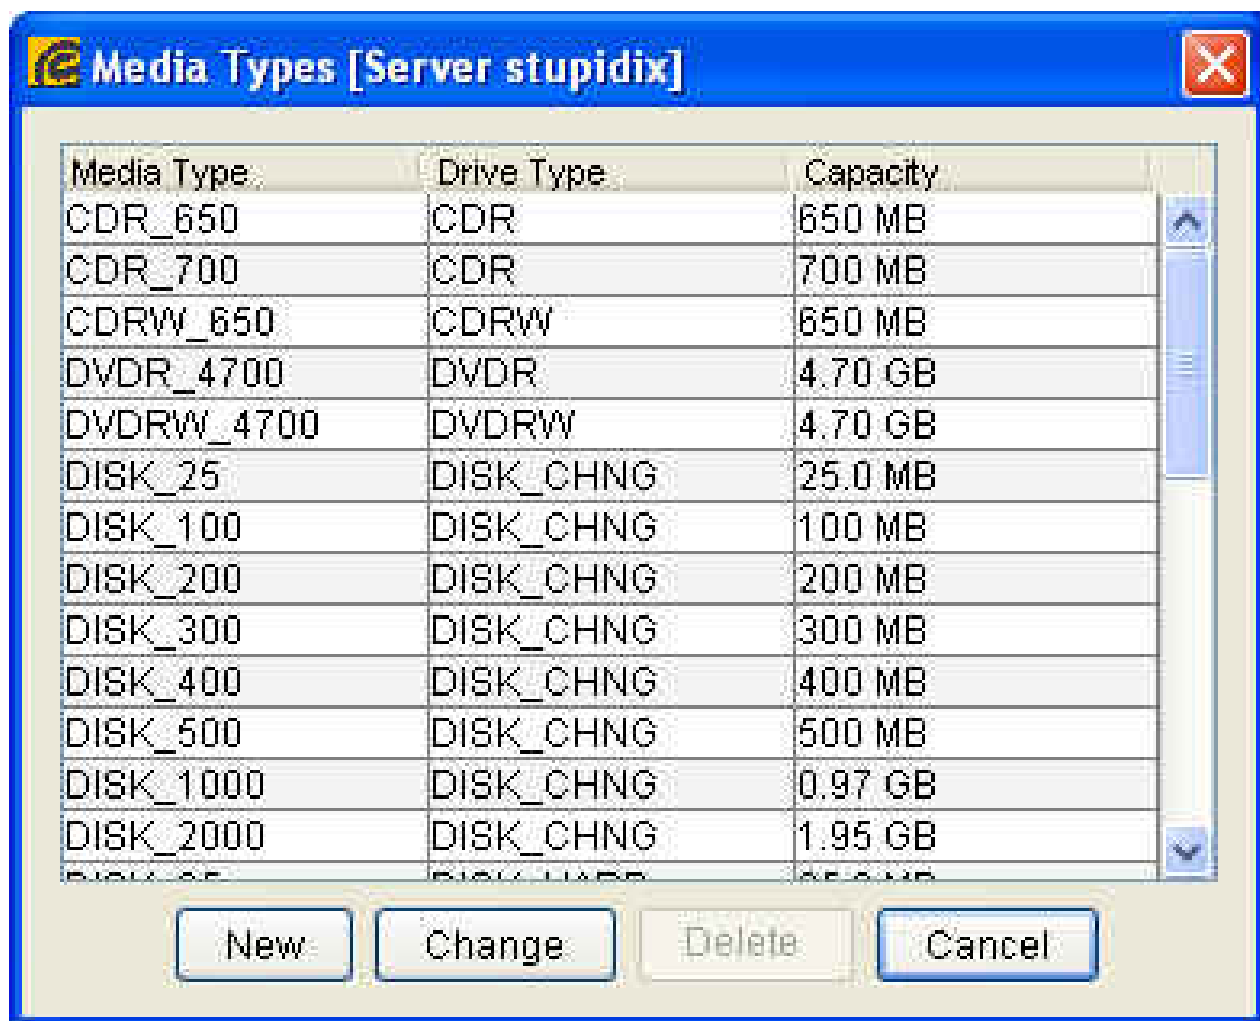 Media Types [Server stupidix]
Media Type Drive Type Capacity
CDR_650 CDR 650 MB
CDR_700 CDR 700 MB
CDRW_650 CDRW 650 MB
DVDR_4700 DVDR 4.70 GB
DVDRW_4700 DVDRW 4.70 GB
DISK_25 DISK_CHNG 25.0 MB
DISK_100 DISK_CHNG 100 MB
DISK_200 DISK_CHNG 200 MB
DISK_300 DISK_CHNG 300 MB
DISK_400 DISK_CHNG 400 MB
DISK_500 DISK_CHNG 500 MB
DISK_1000 DISK_CHNG 0.97 GB
DISK_2000 DISK_CHNG 1.95 GB
New Change Delete Cancel